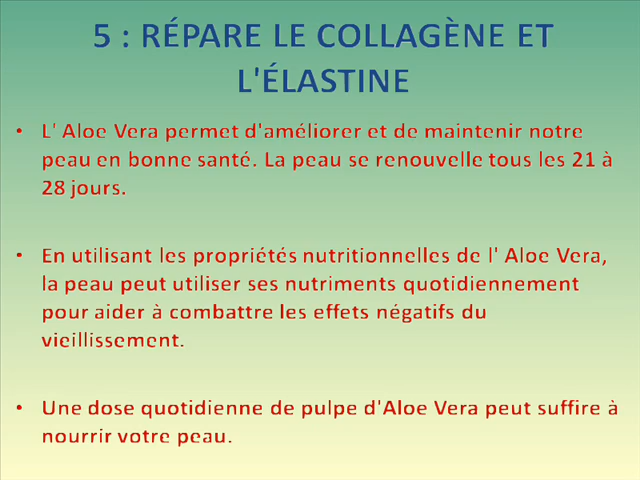 5 : RÉPARE LE COLLAGÈNE ET
L'ÉLASTINE
• L' Aloe Vera permet d'améliorer et de maintenir notre
peau en bonne santé. La peau se renouvelle tous les 21 à
28 jours.
• En utilisant les propriétés nutritionnelles de l' Aloe Vera,
la peau peut utiliser ses nutriments quotidiennement
pour aider à combattre les effets négatifs du
vieillissement.
• Une dose quotidienne de pulpe d'Aloe Vera peut suffire à
nourrir votre peau.